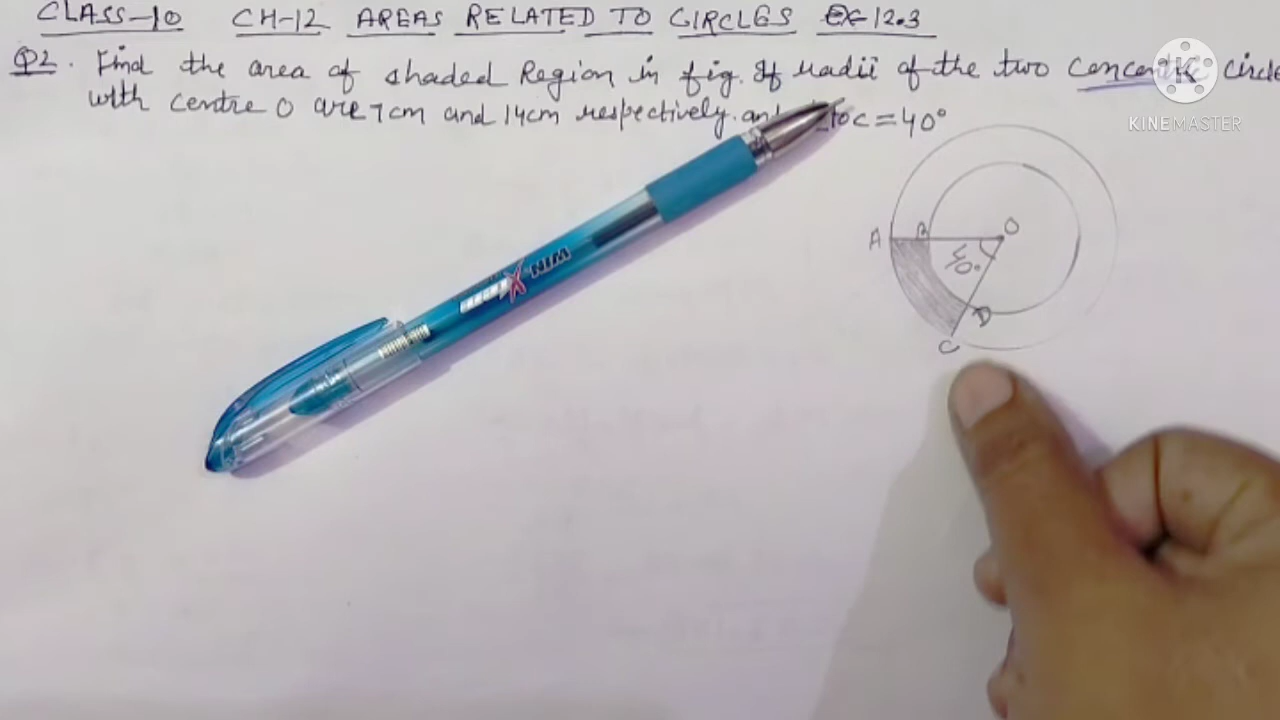 CLASS-10 CH-12 AREAS RELATED TO CIRCLES EX-12.3
Q2. Find the area of shaded Region in fig. If radii of the two concentric circle
with centre O are 7cm and 14cm respectively. and OC = 40°
K
KINEMASTER
A B O
40°
D
C
WIN